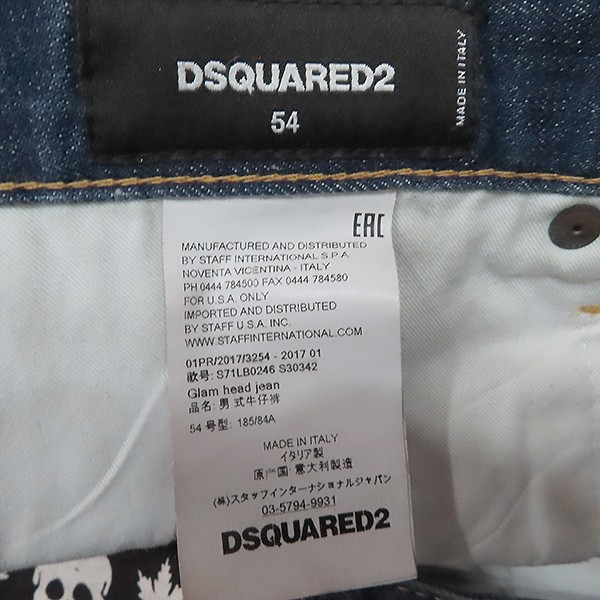 DSQUARED2
54
MADE IN ITALY
EAC
MANUFACTURED AND DISTRIBUTED
BY STAFF INTERNATIONAL S.P.A.
NOVENTA VICENTINA - ITALY
PH 0444 784500 FAX 0444 784580
FOR U.S.A. ONLY
IMPORTED AND DISTRIBUTED
BY STAFF U.S.A. INC.
WWW.STAFFINTERNATIONAL.COM
01PR/2017/3254 - 2017 01
款号: S71LB0246 S30342
Glam head jean
品名: 男式牛仔裤
54 号型: 185/84A
MADE IN ITALY
イタリア製
原産国: 意大利製造
(株)スタッフインターナショナルジャパン
03-5794-9931
DSQUARED2